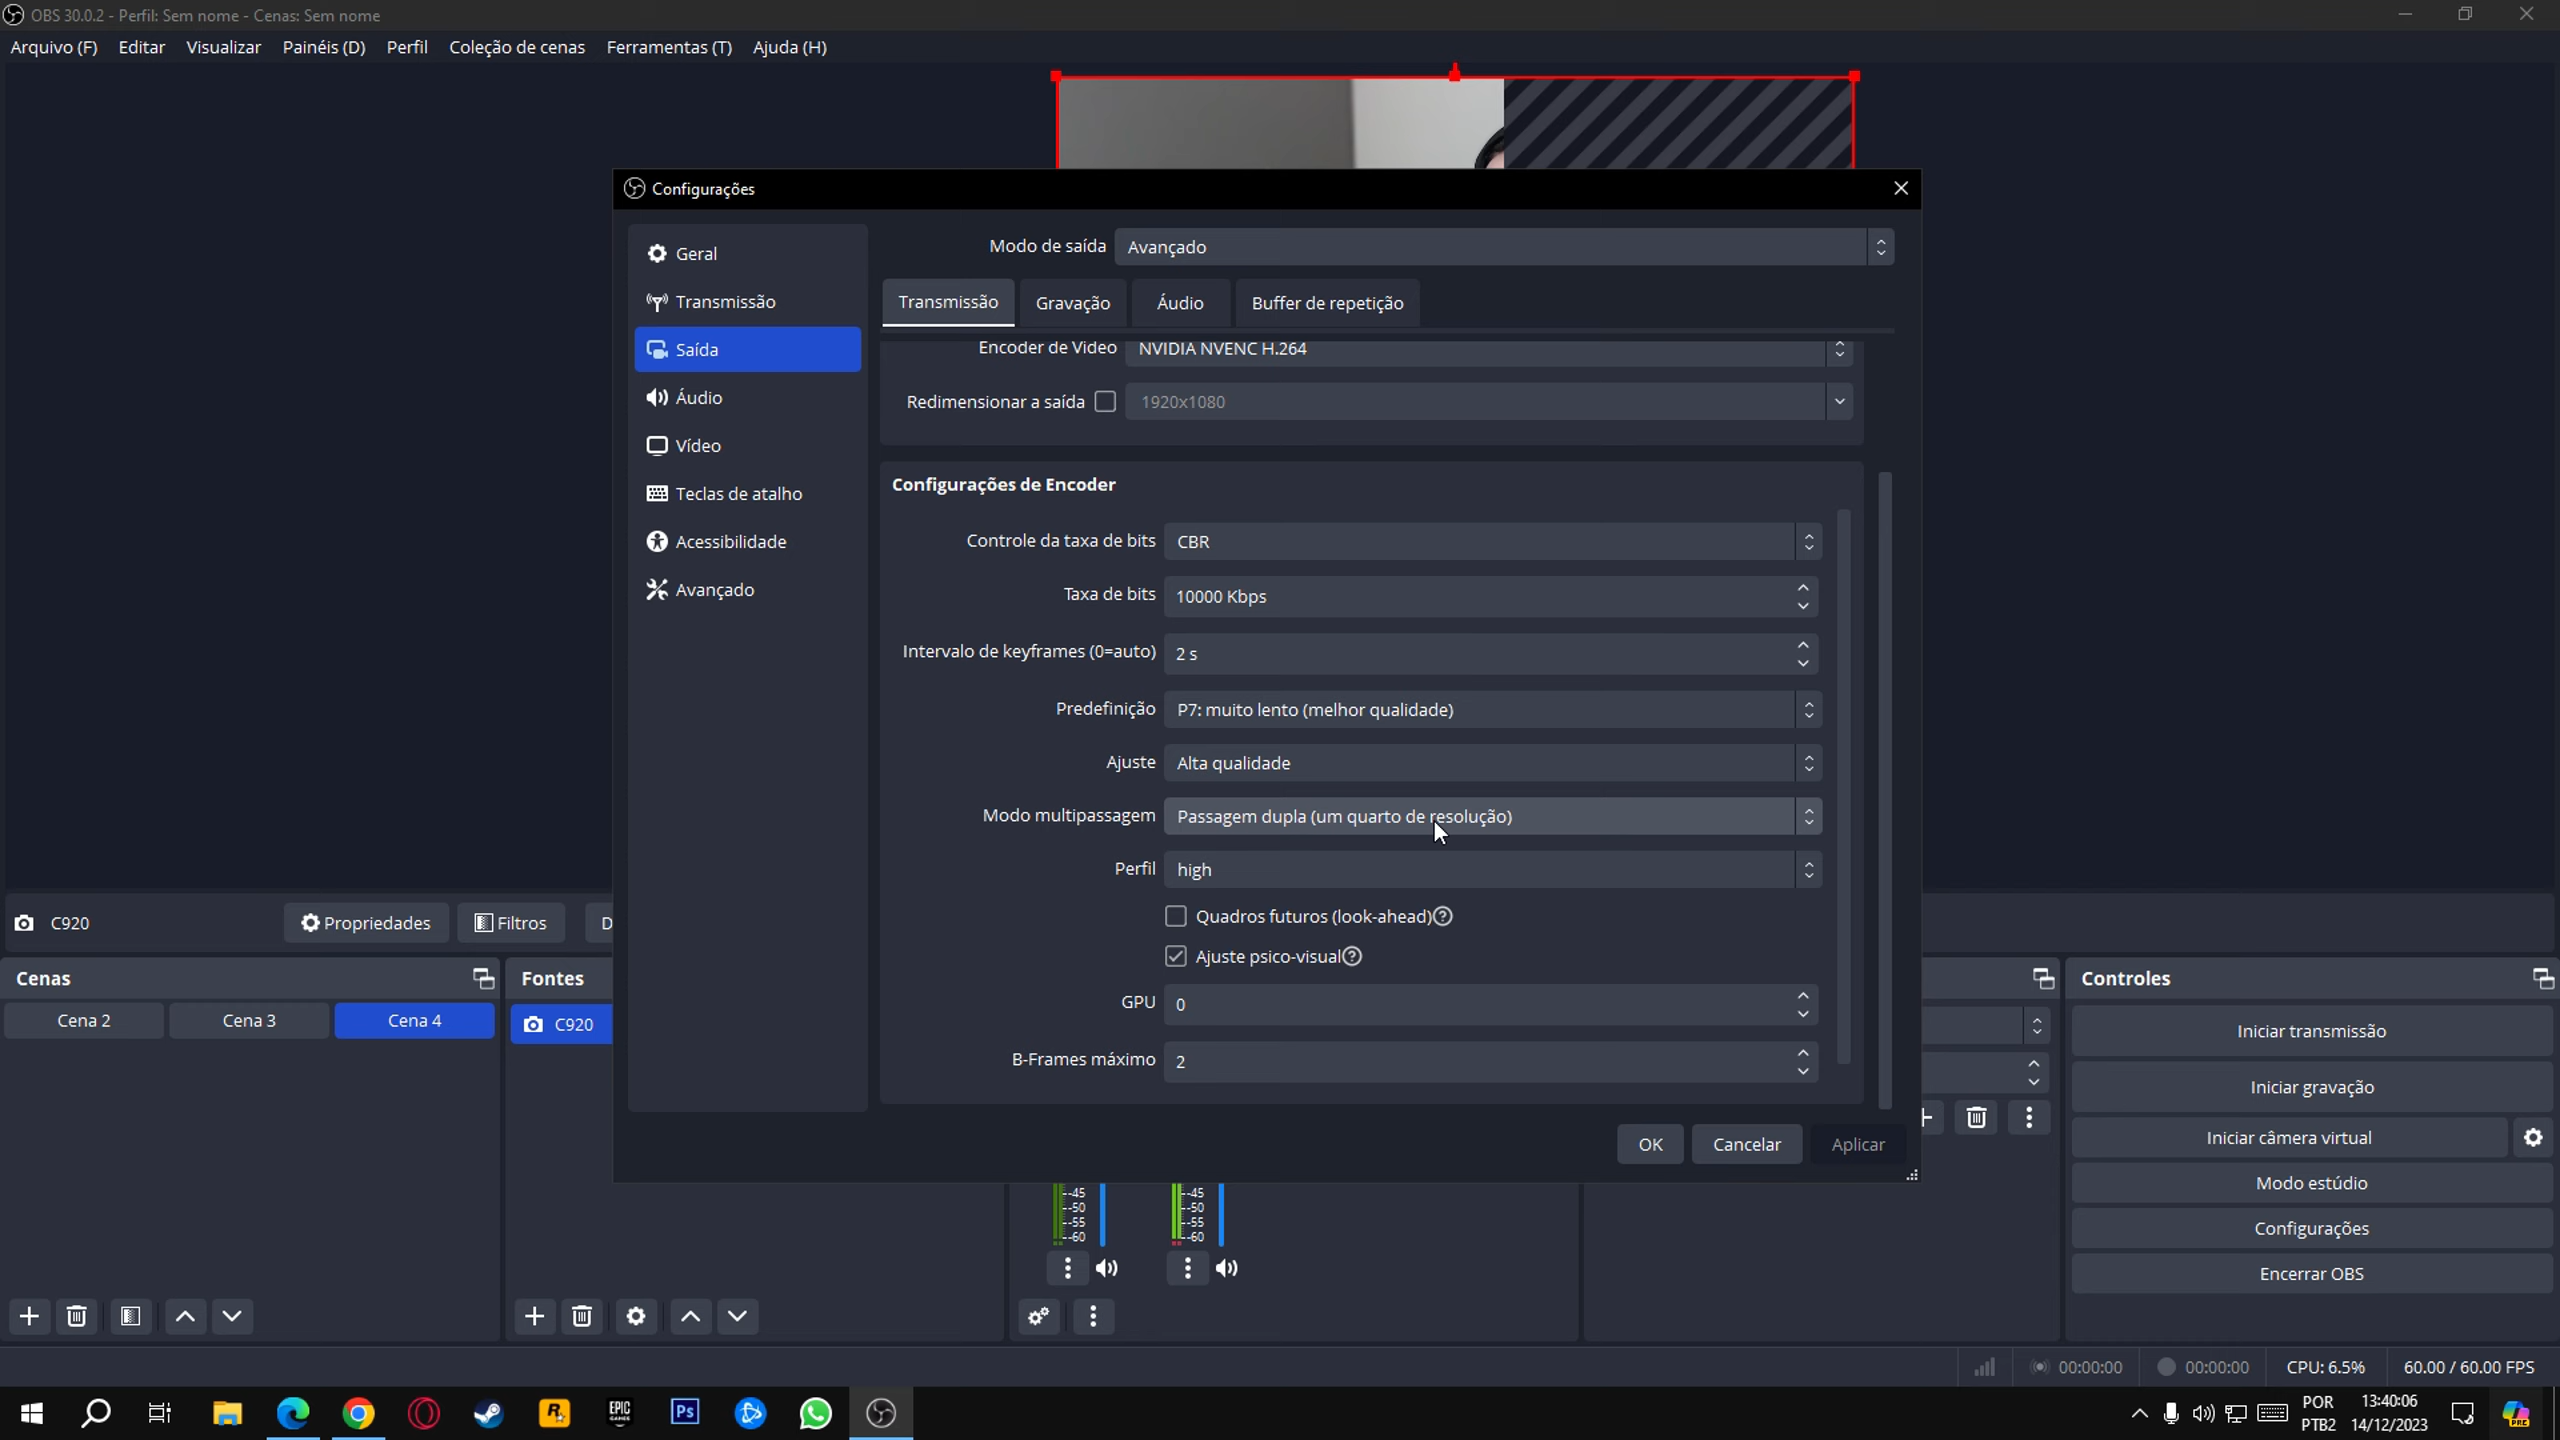 OBS 30.0.2 - Perfil: Sem nome - Cenas: Sem nome
Arquivo (F) Editar Visualizar Painéis (D) Perfil Coleção de cenas Ferramentas (T) Ajuda (H)
Configurações
Geral
Transmissão
Saída
Áudio
Vídeo
Teclas de atalho
Acessibilidade
Avançado
Modo de saída Avançado
Transmissão Gravação Áudio Buffer de repetição
Encoder de Vídeo NVIDIA NVENC H.264
Redimensionar a saída 1920x1080
Configurações de Encoder
Controle da taxa de bits CBR
Taxa de bits 10000 Kbps
Intervalo de keyframes (0=auto) 2 s
Predefinição P7: muito lento (melhor qualidade)
Ajuste Alta qualidade
Modo multipassagem Passagem dupla (um quarto de resolução)
Perfil high
Quadros futuros (look-ahead)
Ajuste psico-visual
GPU 0
B-Frames máximo 2
OK Cancelar Aplicar
C920 Propriedades Filtros D
Cenas
Cena 2 Cena 3 Cena 4
Fontes
C920
-45 -45
-50 -50
-55 -55
-60 -60
Controles
Iniciar transmissão
Iniciar gravação
Iniciar câmera virtual
Modo estúdio
Configurações
Encerrar OBS
00:00:00 00:00:00 CPU: 6.5% 60.00 / 60.00 FPS
EPIC GAMES
Ps
POR
PTB2
13:40:06
14/12/2023
PRE